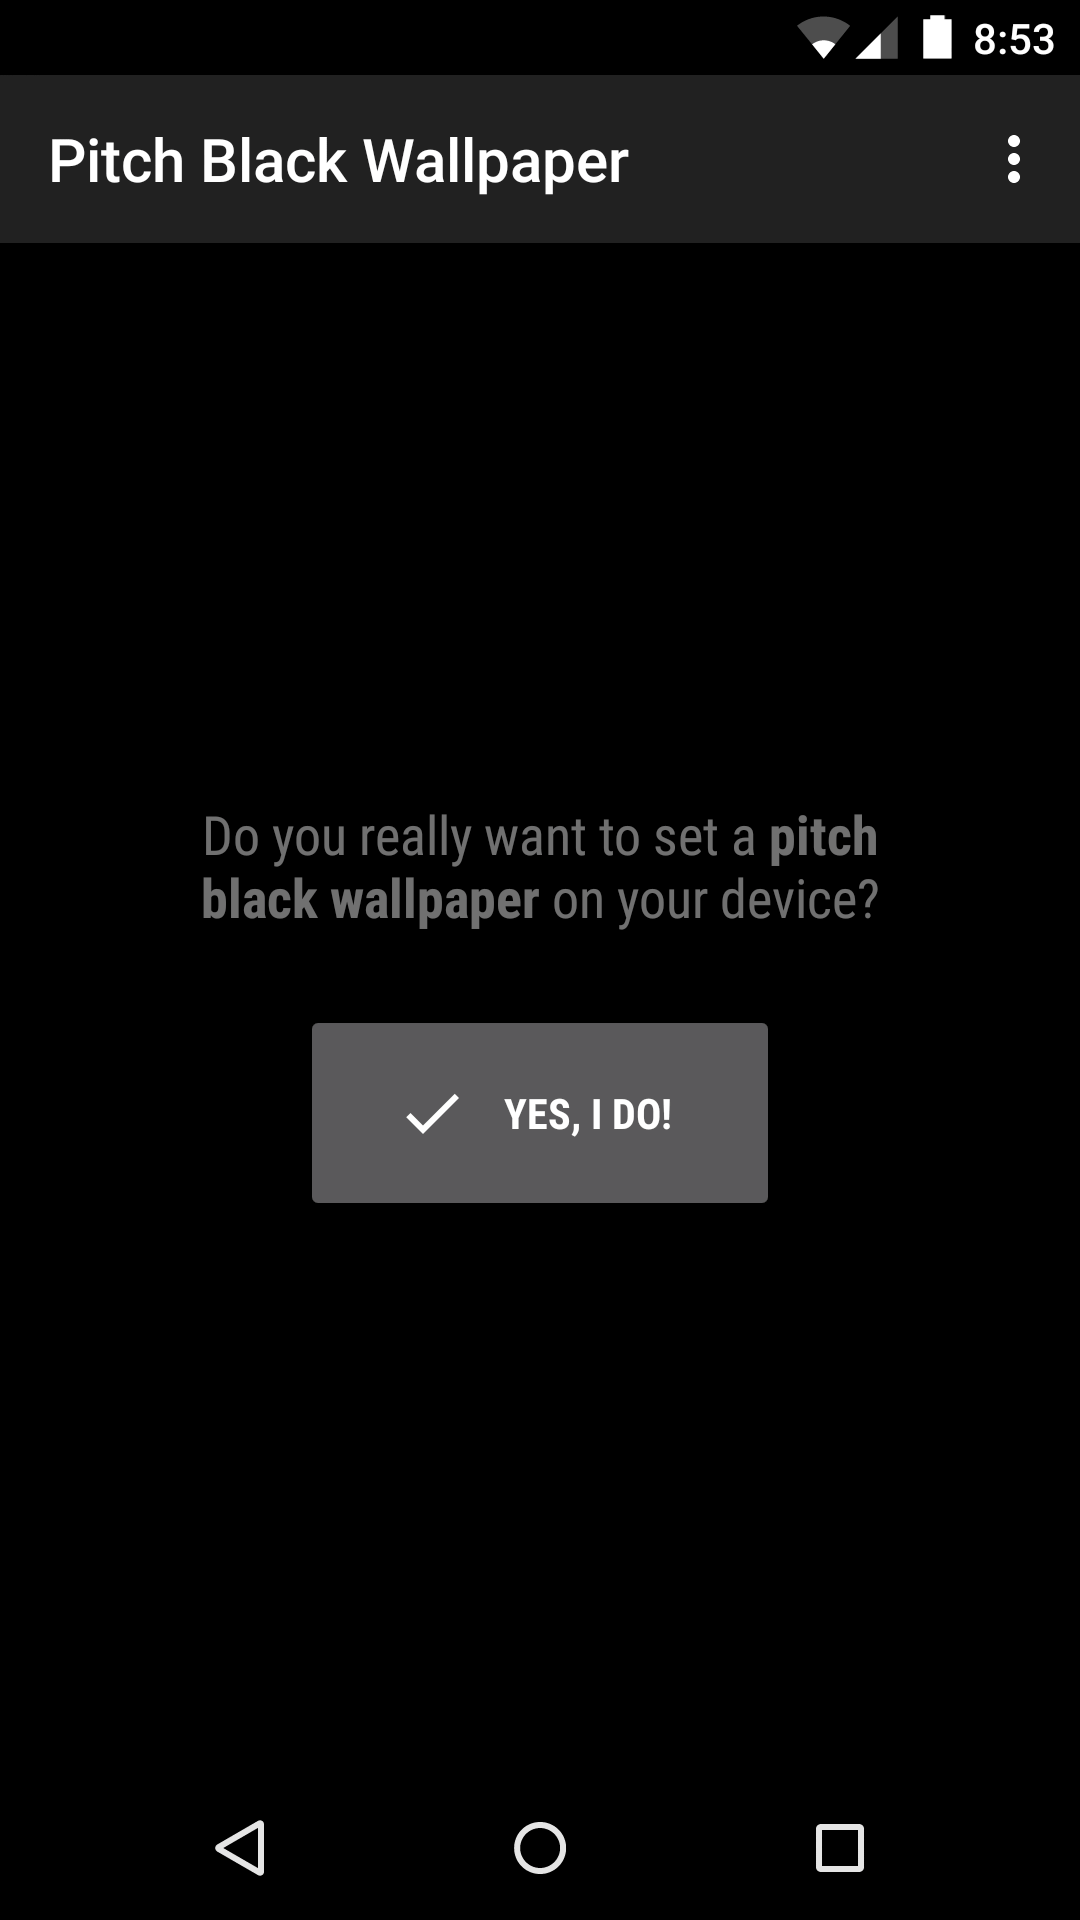 8:53
Pitch Black Wallpaper
Do you really want to set a pitch
black wallpaper on your device?
YES, I DO!